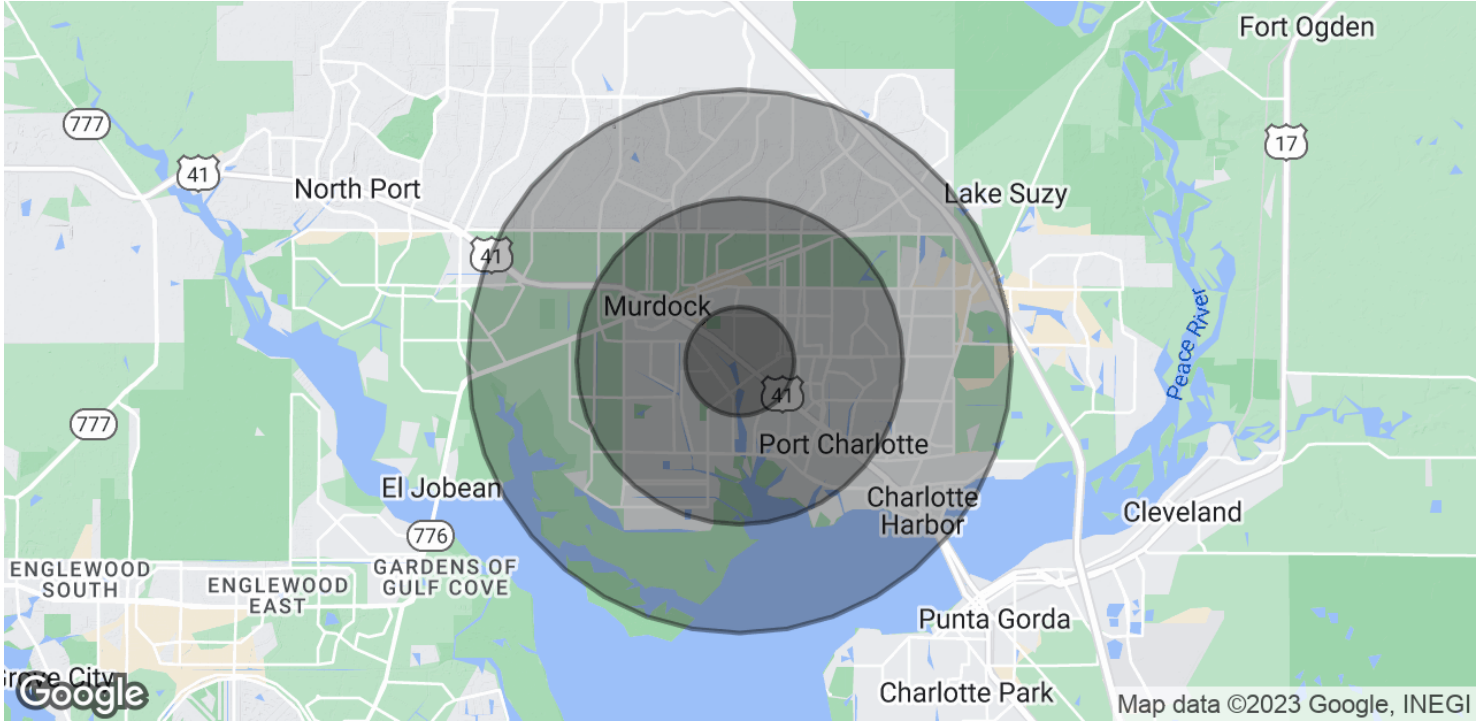 Fort Ogden
777
41
17
North Port
Lake Suzy
41
Murdock
Peace River
41
777
Port Charlotte
El Jobean
Charlotte
Harbor
Cleveland
776
ENGLEWOOD
SOUTH
ENGLEWOOD
EAST
GARDENS OF
GULF COVE
Punta Gorda
Grove City
Google
Charlotte Park
Map data ©2023 Google, INEGI